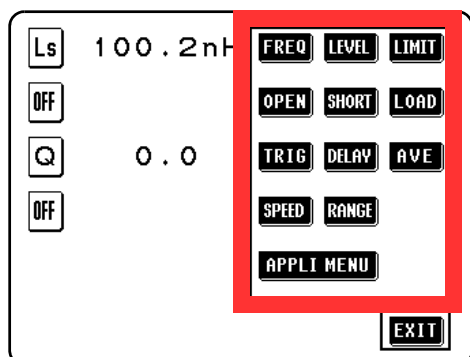 Ls 100.2nH FREQ LEVEL LIMIT
OFF OPEN SHORT LOAD
Q 0.0 TRIG DELAY AVE
OFF SPEED RANGE
APPLI MENU
EXIT